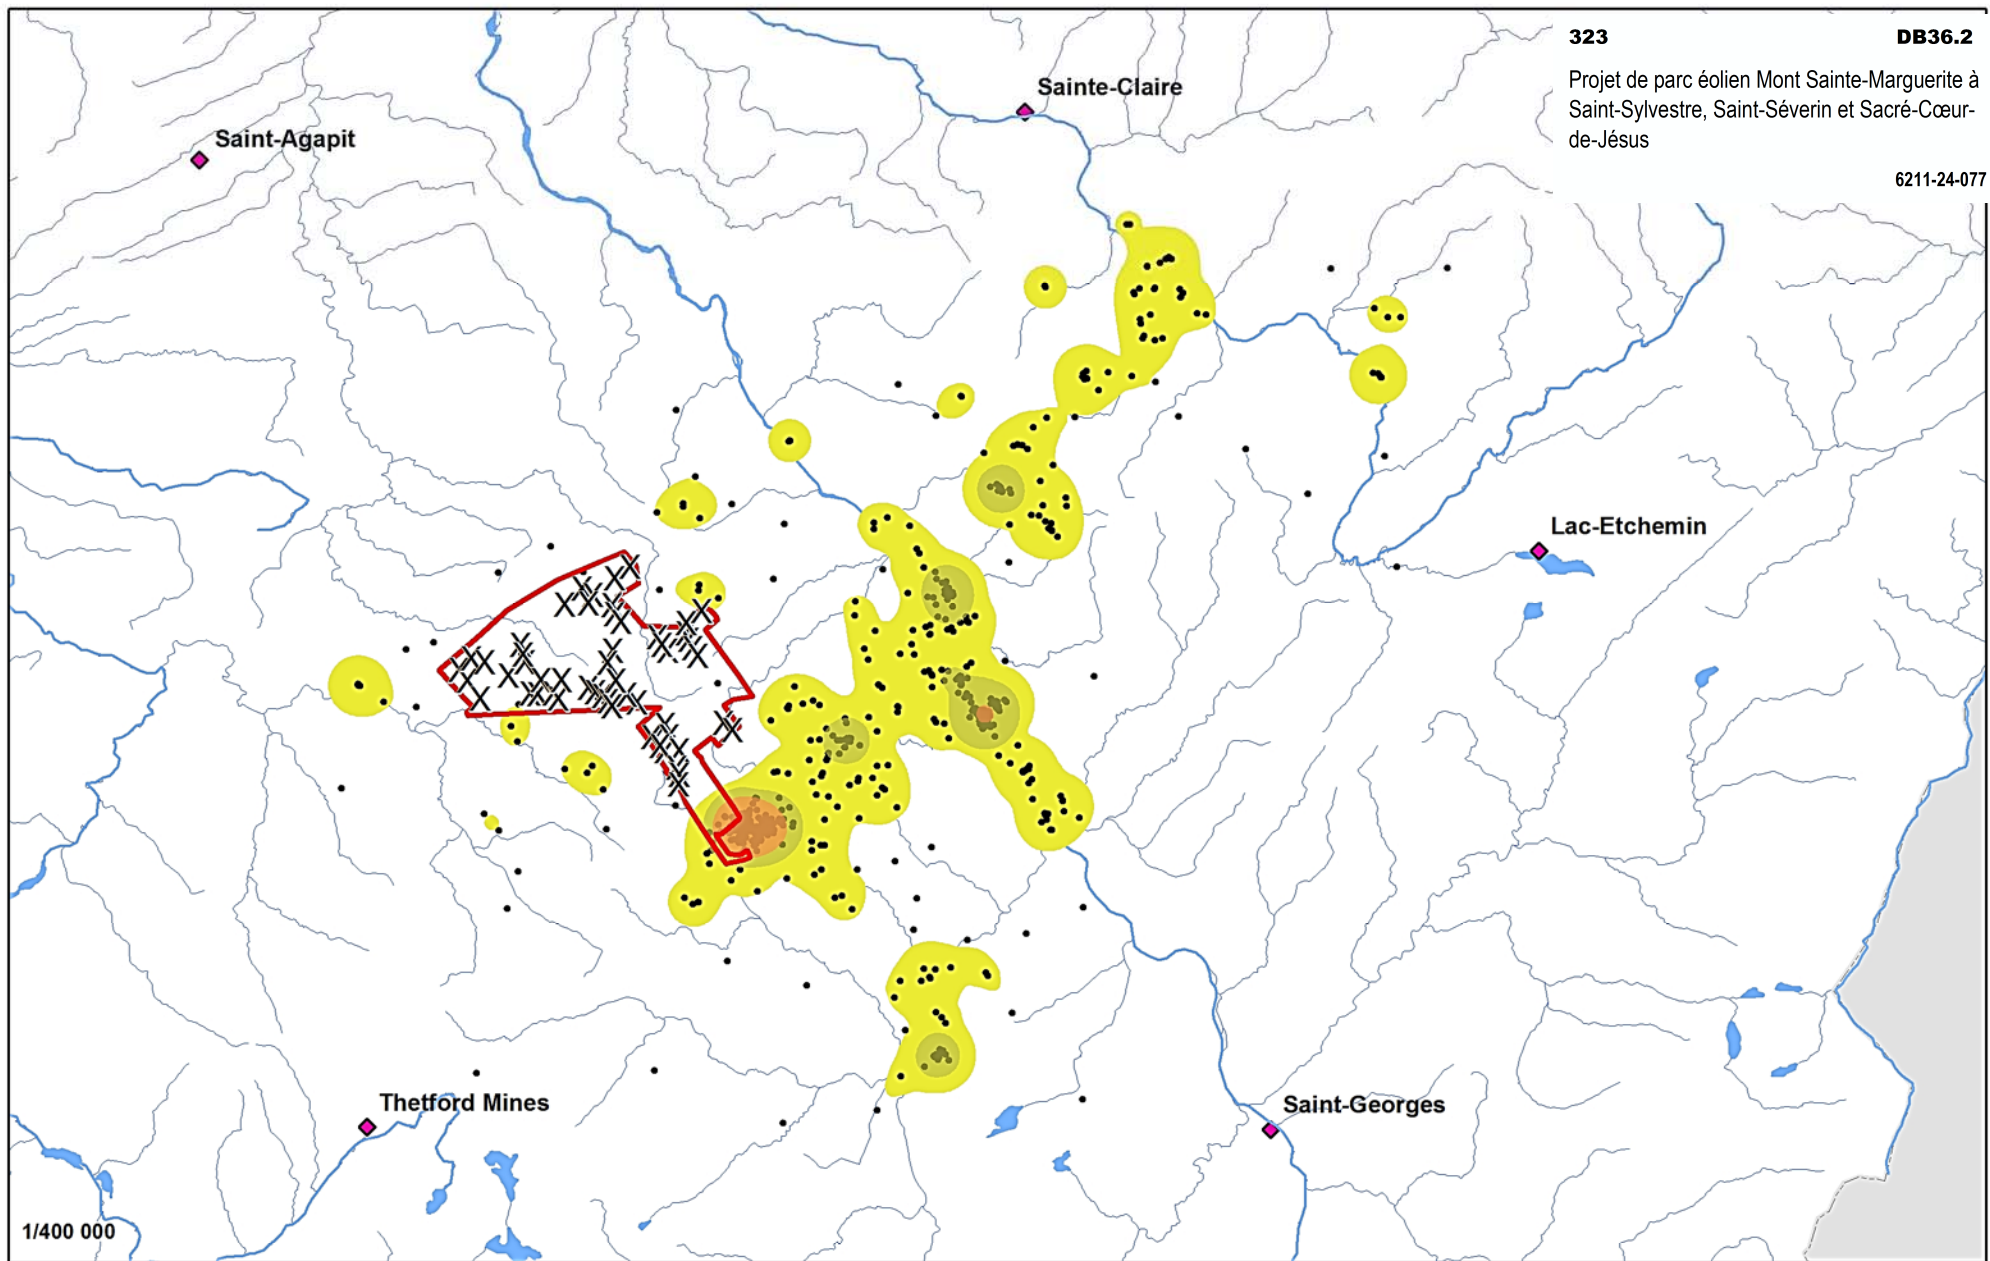 323 DB36.2
Projet de parc éolien Mont Sainte-Marguerite à
Saint-Sylvestre, Saint-Séverin et Sacré-Cœur-
de-Jésus
6211-24-077
Sainte-Claire
Saint-Agapit
Lac-Etchemin
Thetford Mines
Saint-Georges
1/400 000